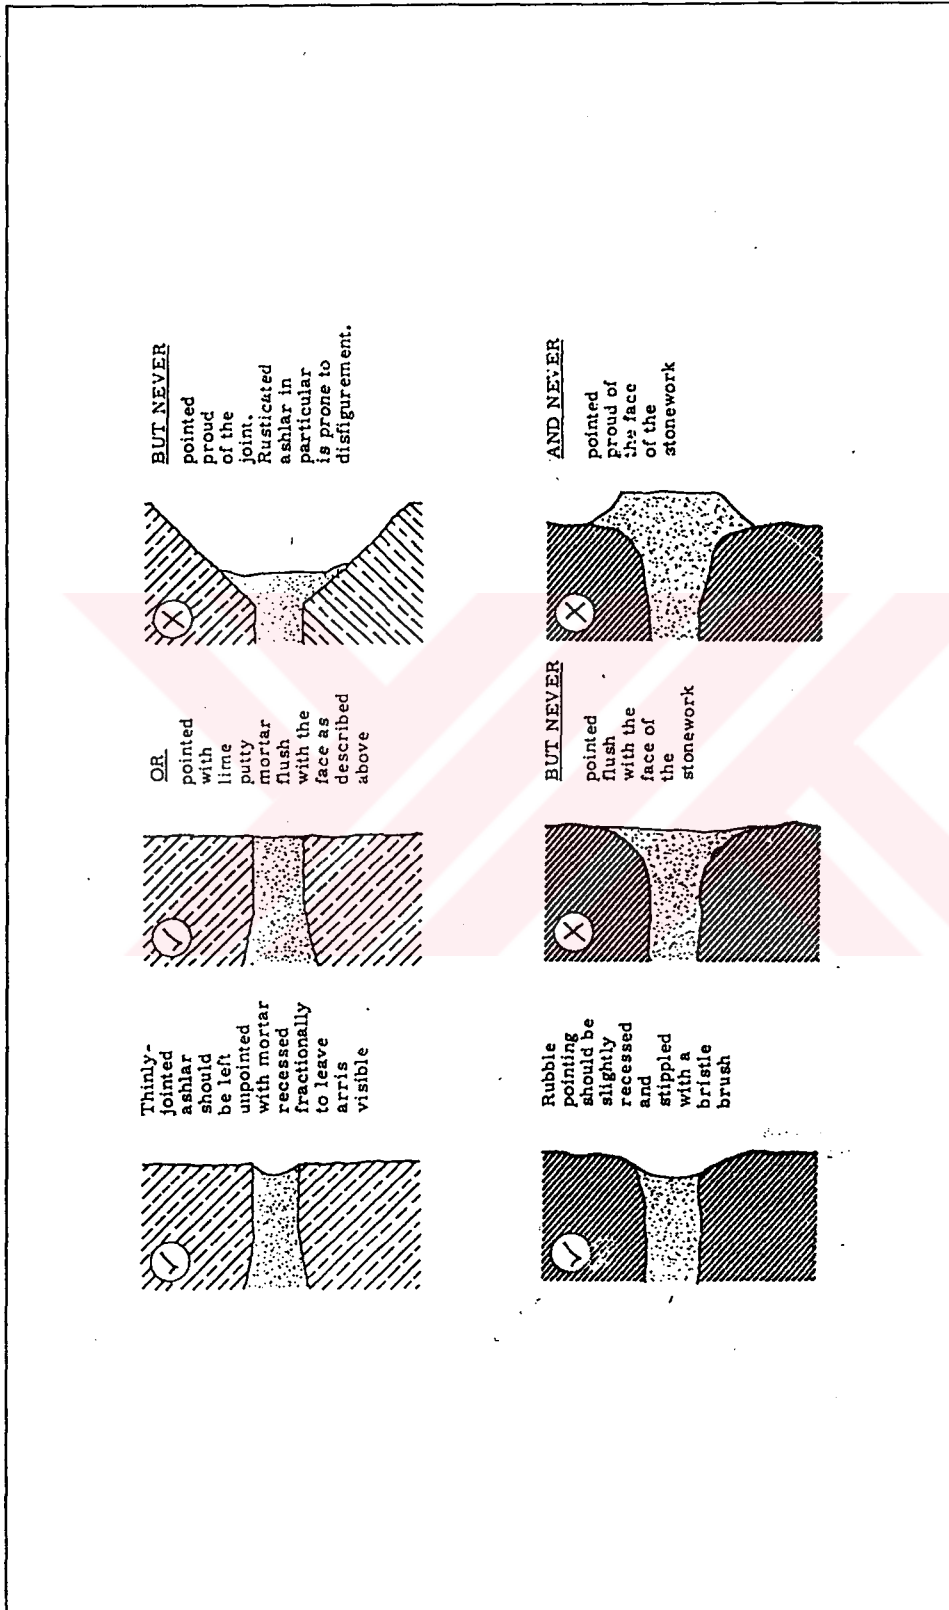 Thinly-
jointed
ashlar
should
be left
unpointed
with mortar
recessed
fractionally
to leave
arris
visible
OR
pointed
with
lime
putty
mortar
flush
with the
face as
described
above
BUT NEVER
pointed
proud
of the
joint.
Rusticated
ashlar in
particular
is prone to
disfigurement.
Rubble
pointing
should be
slightly
recessed
and
stippled
with a
bristle
brush
BUT NEVER
pointed
flush
with the
face of
the
stonework
AND NEVER
pointed
proud of
the face
of the
stonework